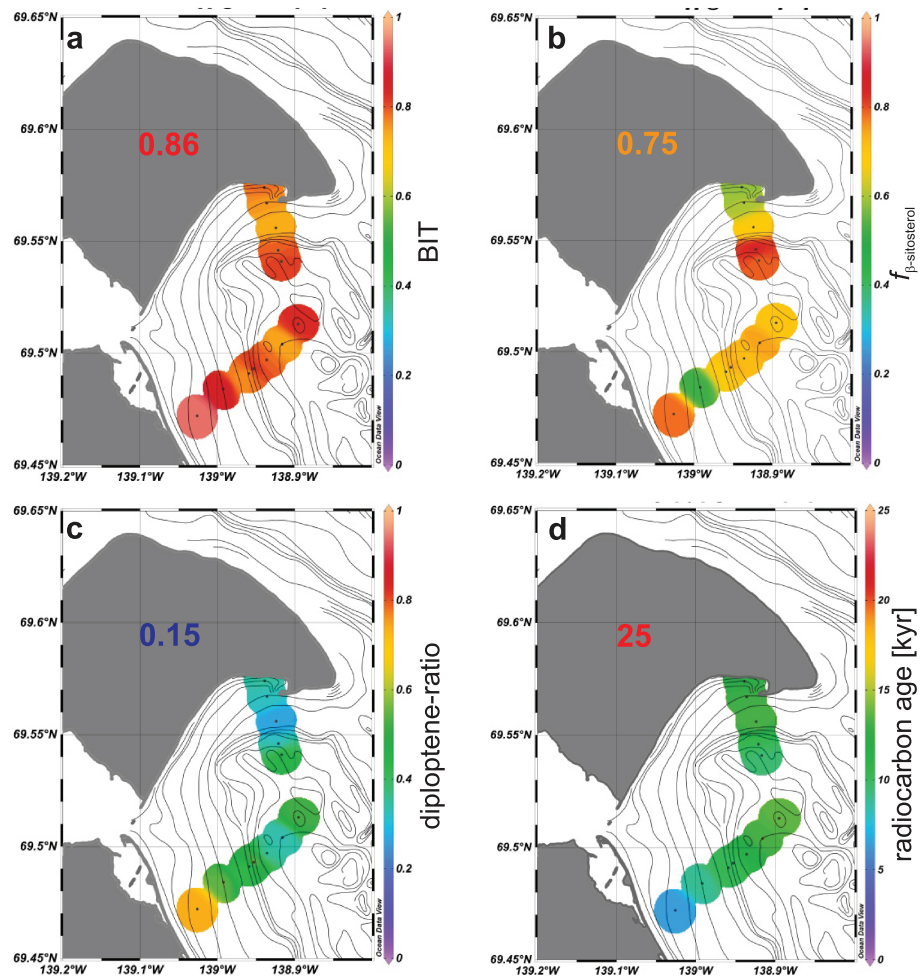 a
69.65°N
69.6°N
69.55°N
69.5°N
69.45°N
139.2°W
139.1°W
139°W
138.9°W
0.86
Ocean Data View
1
0.8
0.6
0.4
0.2
0
BIT
b
69.65°N
69.6°N
69.55°N
69.5°N
69.45°N
139.2°W
139.1°W
139°W
138.9°W
0.75
Ocean Data View
1
0.8
0.6
0.4
0.2
0
fβ-sitosterol
c
69.65°N
69.6°N
69.55°N
69.5°N
69.45°N
139.2°W
139.1°W
139°W
138.9°W
0.15
Ocean Data View
1
0.8
0.6
0.4
0.2
0
diploptene-ratio
d
69.65°N
69.6°N
69.55°N
69.5°N
69.45°N
139.2°W
139.1°W
139°W
138.9°W
25
Ocean Data View
25
20
15
10
5
0
radiocarbon age [kyr]